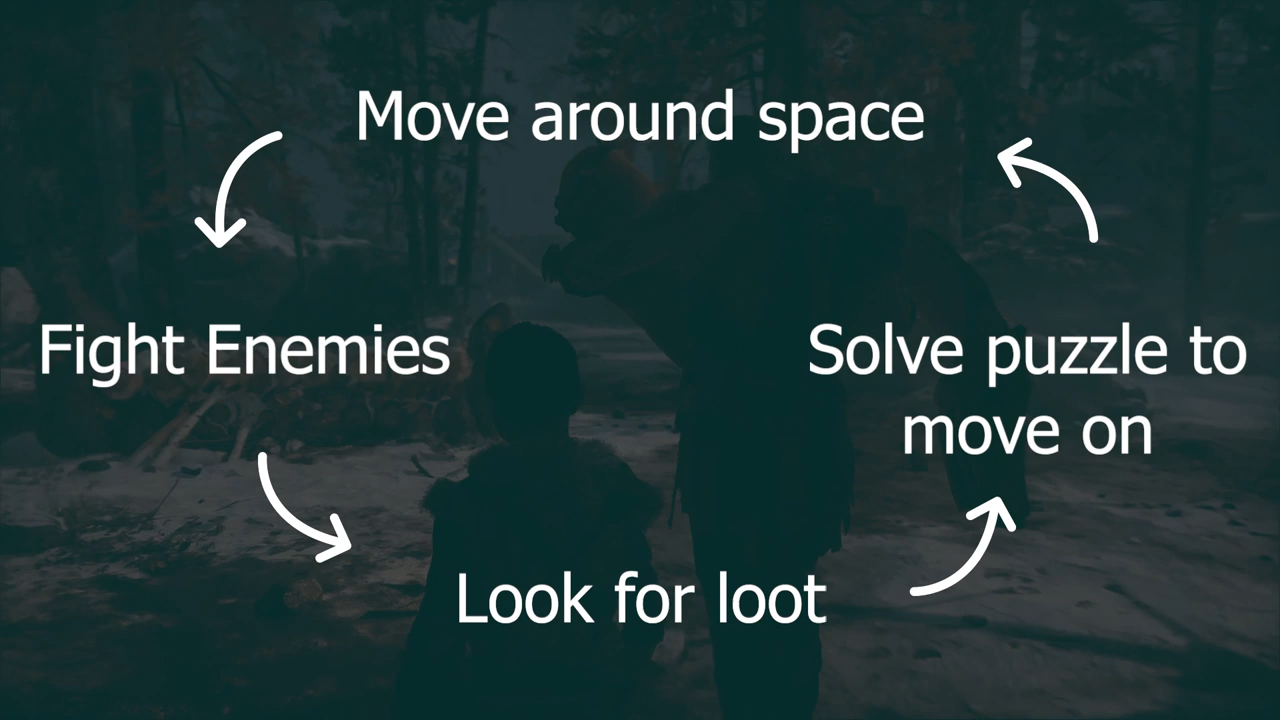 Move around space
Fight Enemies
Solve puzzle to
move on
Look for loot